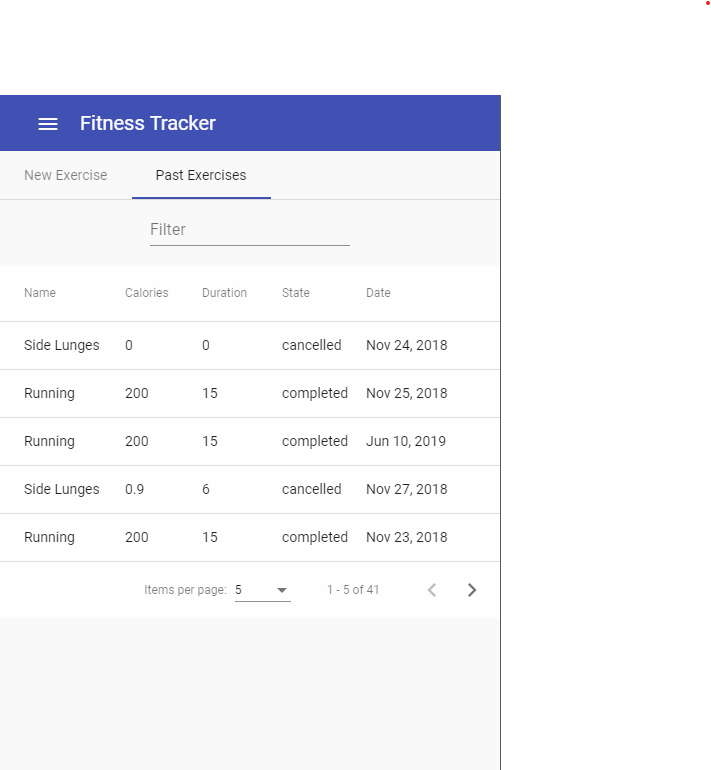 Fitness Tracker
New Exercise Past Exercises
Filter
Name Calories Duration State Date
Side Lunges 0 0 cancelled Nov 24, 2018
Running 200 15 completed Nov 25, 2018
Running 200 15 completed Jun 10, 2019
Side Lunges 0.9 6 cancelled Nov 27, 2018
Running 200 15 completed Nov 23, 2018
Items per page: 5 1 - 5 of 41